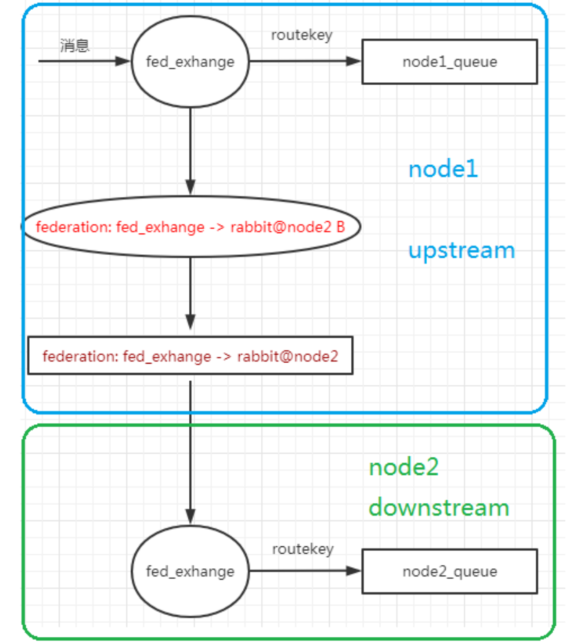 消息
routekey
fed_exhange
node1_queue
node1
federation: fed_exhange -> rabbit@node2 B
upstream
federation: fed_exhange -> rabbit@node2
node2
downstream
routekey
fed_exhange
node2_queue